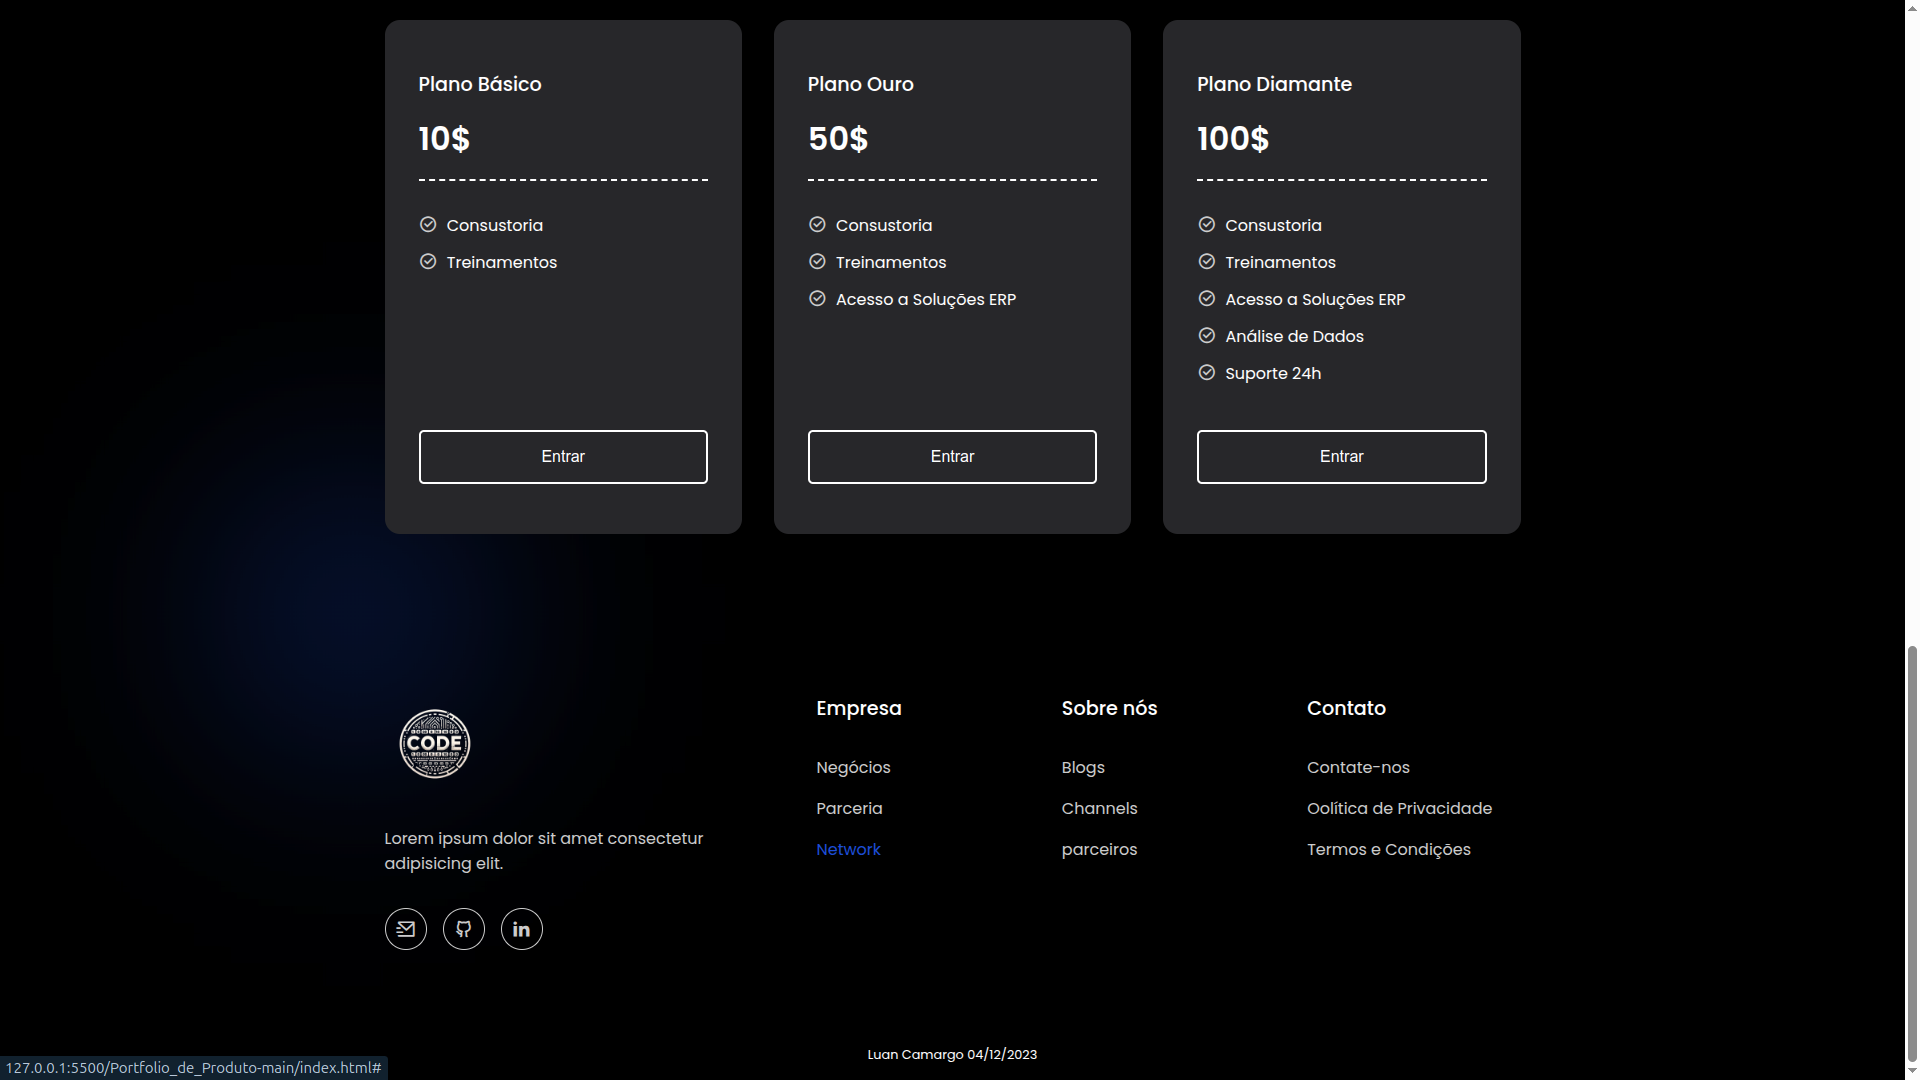 Plano Básico
10$
Consustoria
Treinamentos
Entrar
Plano Ouro
50$
Consustoria
Treinamentos
Acesso a Soluções ERP
Entrar
Plano Diamante
100$
Consustoria
Treinamentos
Acesso a Soluções ERP
Análise de Dados
Suporte 24h
Entrar
CODE
Lorem ipsum dolor sit amet consectetur
adipisicing elit.
in
Empresa
Negócios
Parceria
Network
Sobre nós
Blogs
Channels
parceiros
Contato
Contate-nos
Oolítica de Privacidade
Termos e Condições
Luan Camargo 04/12/2023
127.0.0.1:5500/Portfolio_de_Produto-main/index.html#